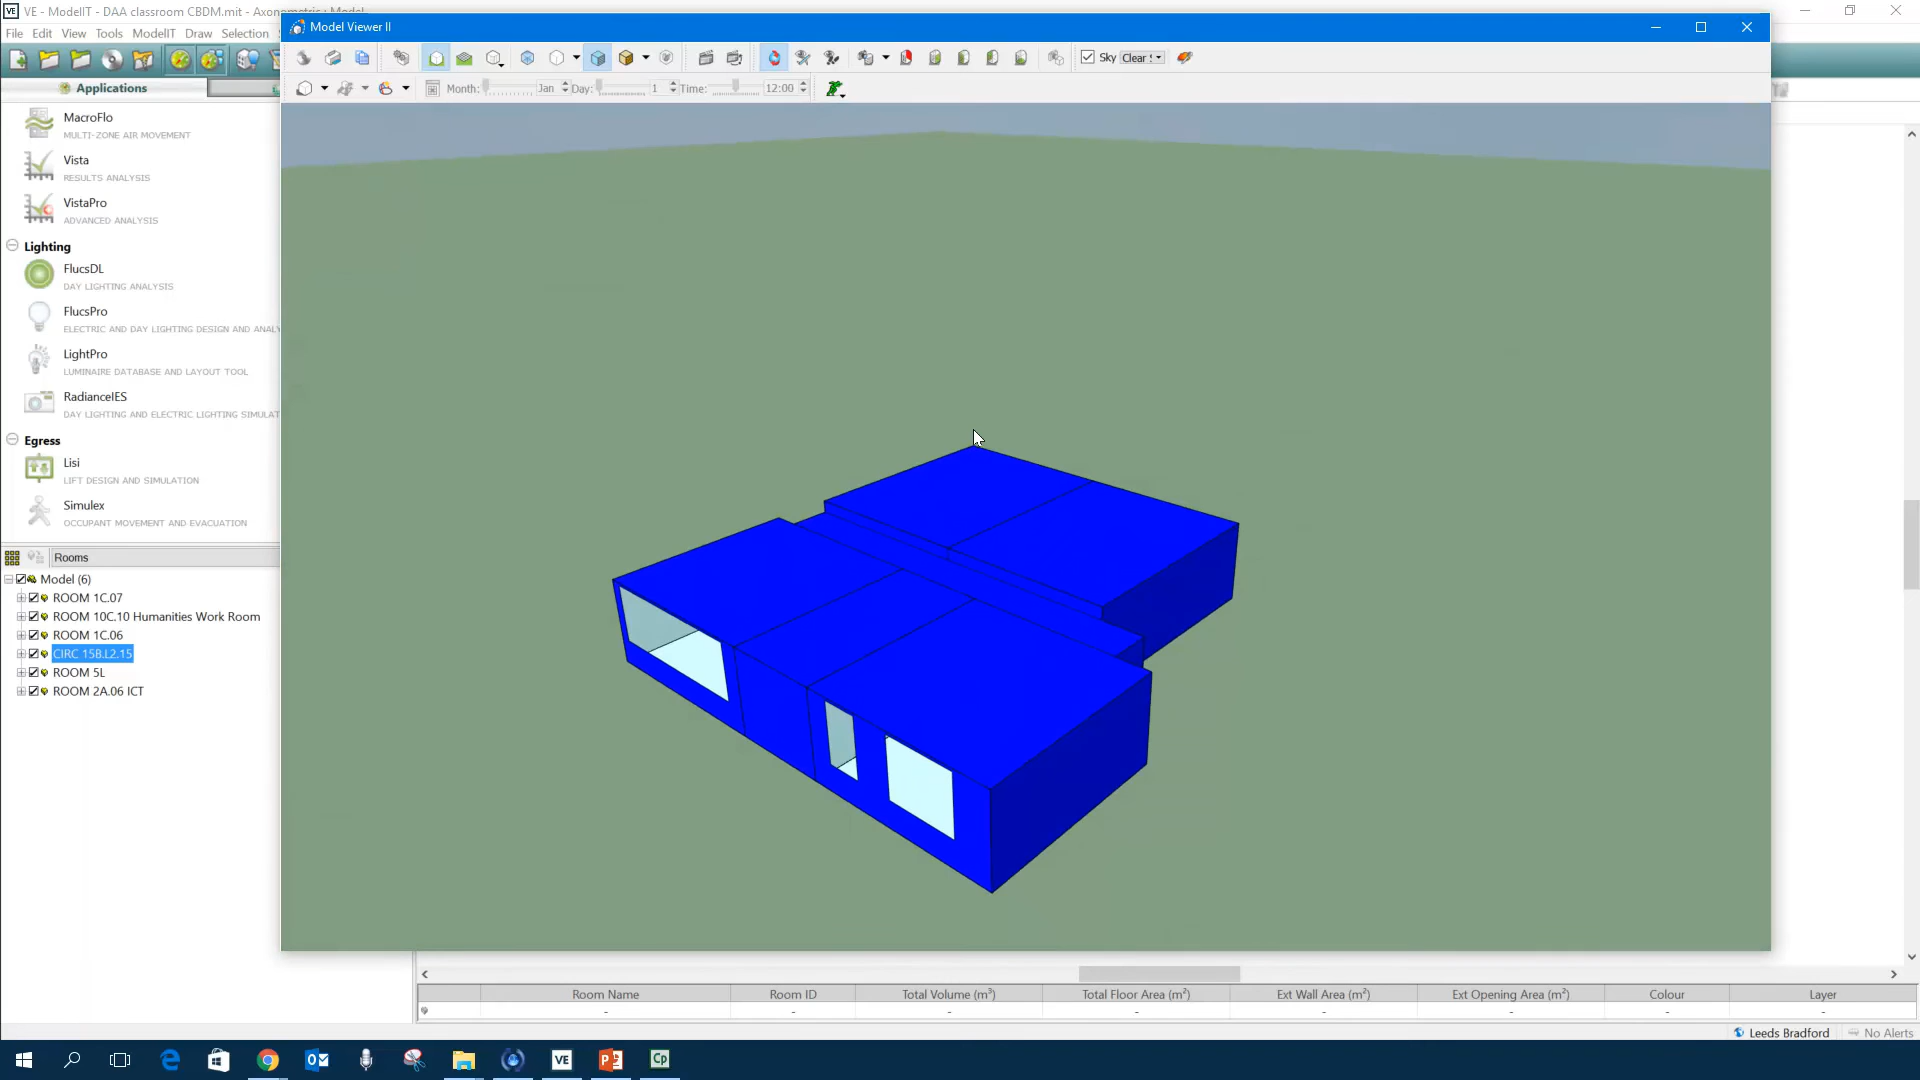 VE - ModelIT - DAA classroom CBDM.mit - Axonometric : Model
File Edit View Tools ModelIT Draw Selection
Model Viewer II
Sky Clear
Month: Jan Day: 1 Time: 12:00
Applications
MacroFlo
MULTI-ZONE AIR MOVEMENT
Vista
RESULTS ANALYSIS
VistaPro
ADVANCED ANALYSIS
Lighting
FlucsDL
DAY LIGHTING ANALYSIS
FlucsPro
ELECTRIC AND DAY LIGHTING DESIGN AND ANALY
LightPro
LUMINAIRE DATABASE AND LAYOUT TOOL
RadianceIES
DAY LIGHTING AND ELECTRIC LIGHTING SIMULAT
Egress
Lisi
LIFT DESIGN AND SIMULATION
Simulex
OCCUPANT MOVEMENT AND EVACUATION
Rooms
Model (6)
ROOM 1C.07
ROOM 10C.10 Humanities Work Room
ROOM 1C.06
CIRC 15B.L2.15
ROOM 5L
ROOM 2A.06 ICT
Room Name Room ID Total Volume (m³) Total Floor Area (m²) Ext Wall Area (m²) Ext Opening Area (m²) Colour Layer
- - - - - - - -
Leeds Bradford No Alerts
VE Cp